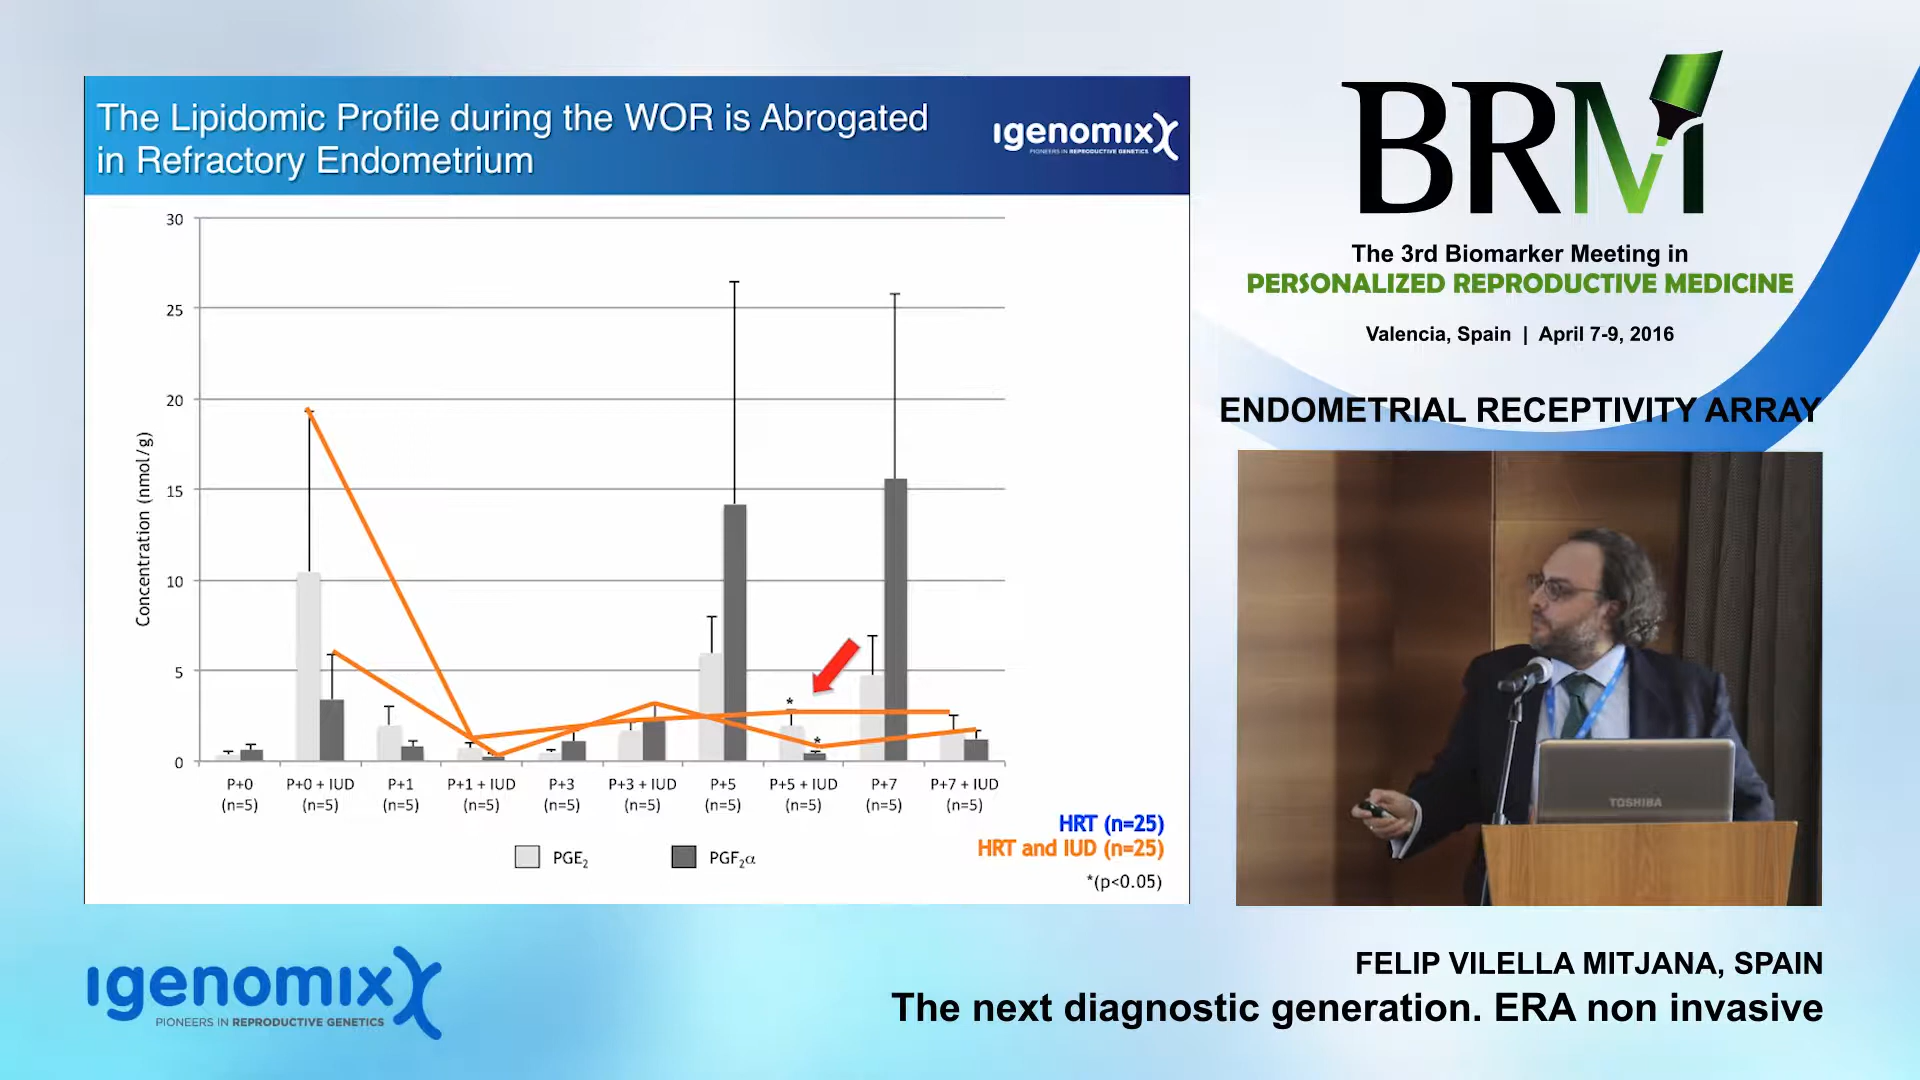 The Lipidomic Profile during the WOR is Abrogated
in Refractory Endometrium
igenomix
PIONEERS IN REPRODUCTIVE GENETICS
Concentration (nmol/g)
30
25
20
15
10
5
0
*
*
P+0 P+0 + IUD P+1 P+1 + IUD P+3 P+3 + IUD P+5 P+5 + IUD P+7 P+7 + IUD
(n=5) (n=5) (n=5) (n=5) (n=5) (n=5) (n=5) (n=5) (n=5) (n=5)
PGE₂ PGF₂α
HRT (n=25)
HRT and IUD (n=25)
*(p<0.05)
BRM
The 3rd Biomarker Meeting in
PERSONALIZED REPRODUCTIVE MEDICINE
Valencia, Spain | April 7-9, 2016
ENDOMETRIAL RECEPTIVITY ARRAY
TOSHIBA
igenomix
PIONEERS IN REPRODUCTIVE GENETICS
FELIP VILELLA MITJANA, SPAIN
The next diagnostic generation. ERA non invasive